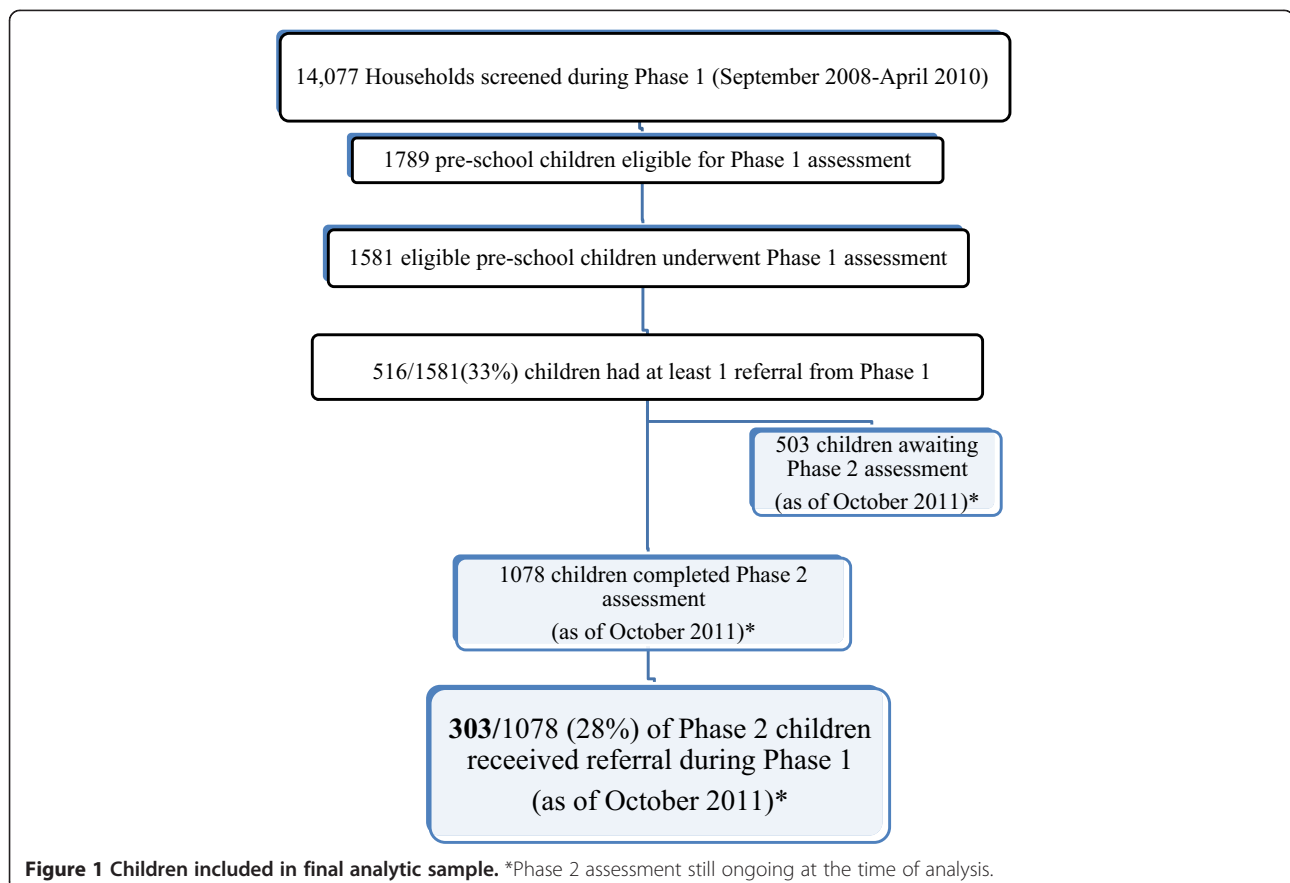 14,077 Households screened during Phase 1 (September 2008-April 2010)
1789 pre-school children eligible for Phase 1 assessment
1581 eligible pre-school children underwent Phase 1 assessment
516/1581(33%) children had at least 1 referral from Phase 1
503 children awaiting
Phase 2 assessment
(as of October 2011)*
1078 children completed Phase 2
assessment
(as of October 2011)*
303/1078 (28%) of Phase 2 children
receeived referral during Phase 1
(as of October 2011)*
Figure 1 Children included in final analytic sample. *Phase 2 assessment still ongoing at the time of analysis.